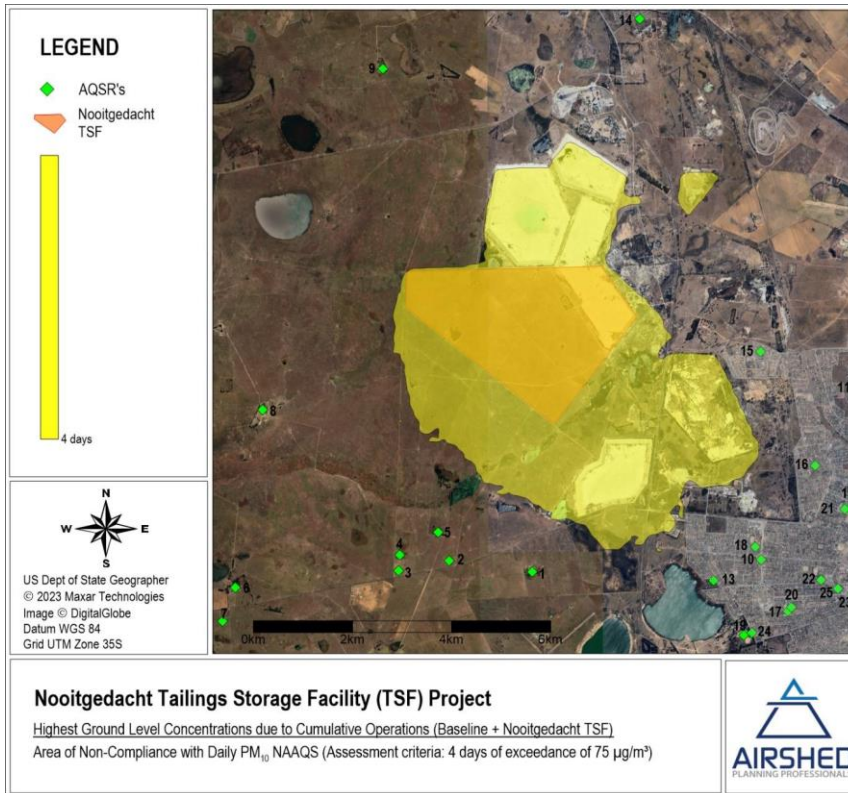 LEGEND
AQSR's
Nooitgedacht
TSF
4 days
N
W
E
S
US Dept of State Geographer
© 2023 Maxar Technologies
Image © DigitalGlobe
Datum WGS 84
Grid UTM Zone 35S
14
9
15
11
8
16
21
5
4
18
2
10
3
1
13
22
6
25
20
23
17
7
24
0km
2km
4km
6km
Nooitgedacht Tailings Storage Facility (TSF) Project
Highest Ground Level Concentrations due to Cumulative Operations (Baseline + Nooitgedacht TSF)
Area of Non-Compliance with Daily PM₁₀ NAAQS (Assessment criteria: 4 days of exceedance of 75 µg/m³)
AIRSHED
PLANNING PROFESSIONALS